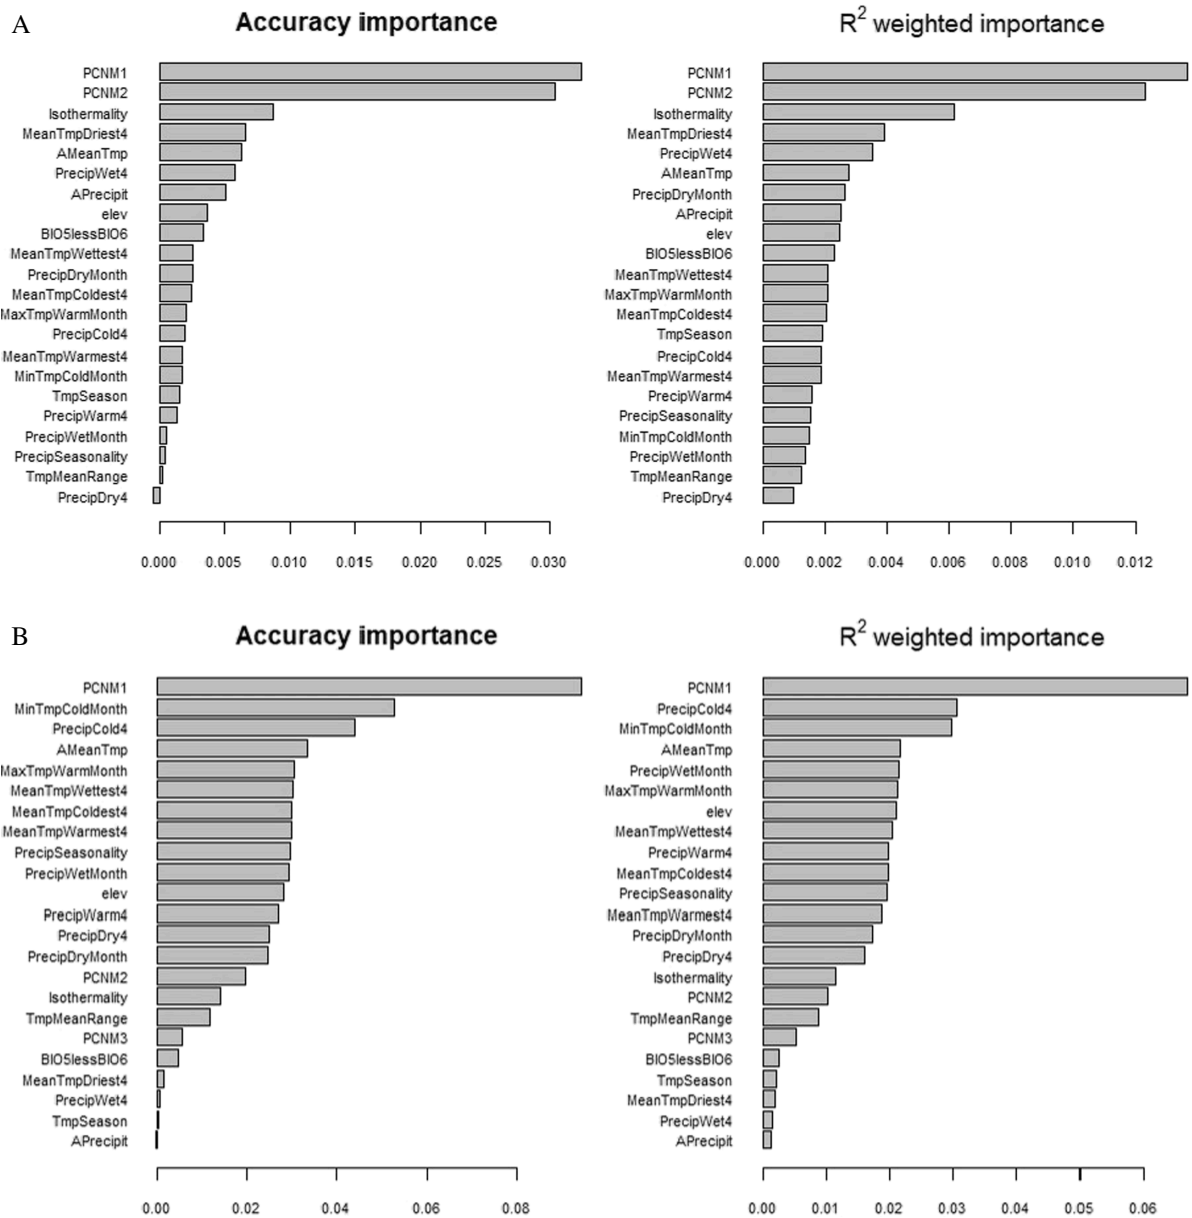 A
Accuracy importance
PCNM1
PCNM2
Isothermality
MeanTmpDriest4
AMeanTmp
PrecipWet4
APrecipit
elev
BIO5lessBIO6
MeanTmpWettest4
PrecipDryMonth
MeanTmpColdest4
MaxTmpWarmMonth
PrecipCold4
MeanTmpWarmest4
MinTmpColdMonth
TmpSeason
PrecipWarm4
PrecipWetMonth
PrecipSeasonality
TmpMeanRange
PrecipDry4
0.000 0.005 0.010 0.015 0.020 0.025 0.030
R² weighted importance
PCNM1
PCNM2
Isothermality
MeanTmpDriest4
PrecipWet4
AMeanTmp
PrecipDryMonth
APrecipit
elev
BIO5lessBIO6
MeanTmpWettest4
MaxTmpWarmMonth
MeanTmpColdest4
TmpSeason
PrecipCold4
MeanTmpWarmest4
PrecipWarm4
PrecipSeasonality
MinTmpColdMonth
PrecipWetMonth
TmpMeanRange
PrecipDry4
0.000 0.002 0.004 0.006 0.008 0.010 0.012
B
Accuracy importance
PCNM1
MinTmpColdMonth
PrecipCold4
AMeanTmp
MaxTmpWarmMonth
MeanTmpWettest4
MeanTmpColdest4
MeanTmpWarmest4
PrecipSeasonality
PrecipWetMonth
elev
PrecipWarm4
PrecipDry4
PrecipDryMonth
PCNM2
Isothermality
TmpMeanRange
PCNM3
BIO5lessBIO6
MeanTmpDriest4
PrecipWet4
TmpSeason
APrecipit
0.00 0.02 0.04 0.06 0.08
R² weighted importance
PCNM1
PrecipCold4
MinTmpColdMonth
AMeanTmp
PrecipWetMonth
MaxTmpWarmMonth
elev
MeanTmpWettest4
PrecipWarm4
MeanTmpColdest4
PrecipSeasonality
MeanTmpWarmest4
PrecipDryMonth
PrecipDry4
Isothermality
PCNM2
TmpMeanRange
PCNM3
BIO5lessBIO6
TmpSeason
MeanTmpDriest4
PrecipWet4
APrecipit
0.00 0.01 0.02 0.03 0.04 0.05 0.06